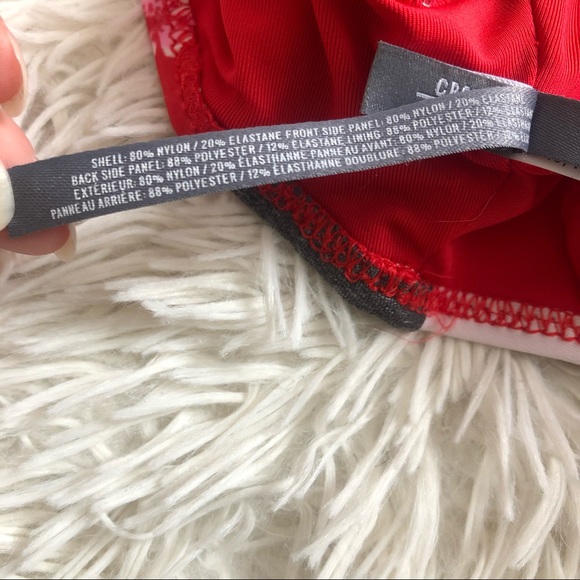 CRO
SHELL: 80% NYLON / 20% ELASTANE FRONT SIDE PANEL: 80% NYLON / 20% ELASTANE
BACK SIDE PANEL: 88% POLYESTER / 12% ELASTANE LINING: 88% POLYESTER / 12%
EXTÉRIEUR: 80% NYLON / 20% ÉLASTHANNE PANNEAU AVANT: 80% NYLON / 20%
PANNEAU ARRIÈRE: 88% POLYESTER / 12% ÉLASTHANNE DOUBLURE: 88% POLYESTER